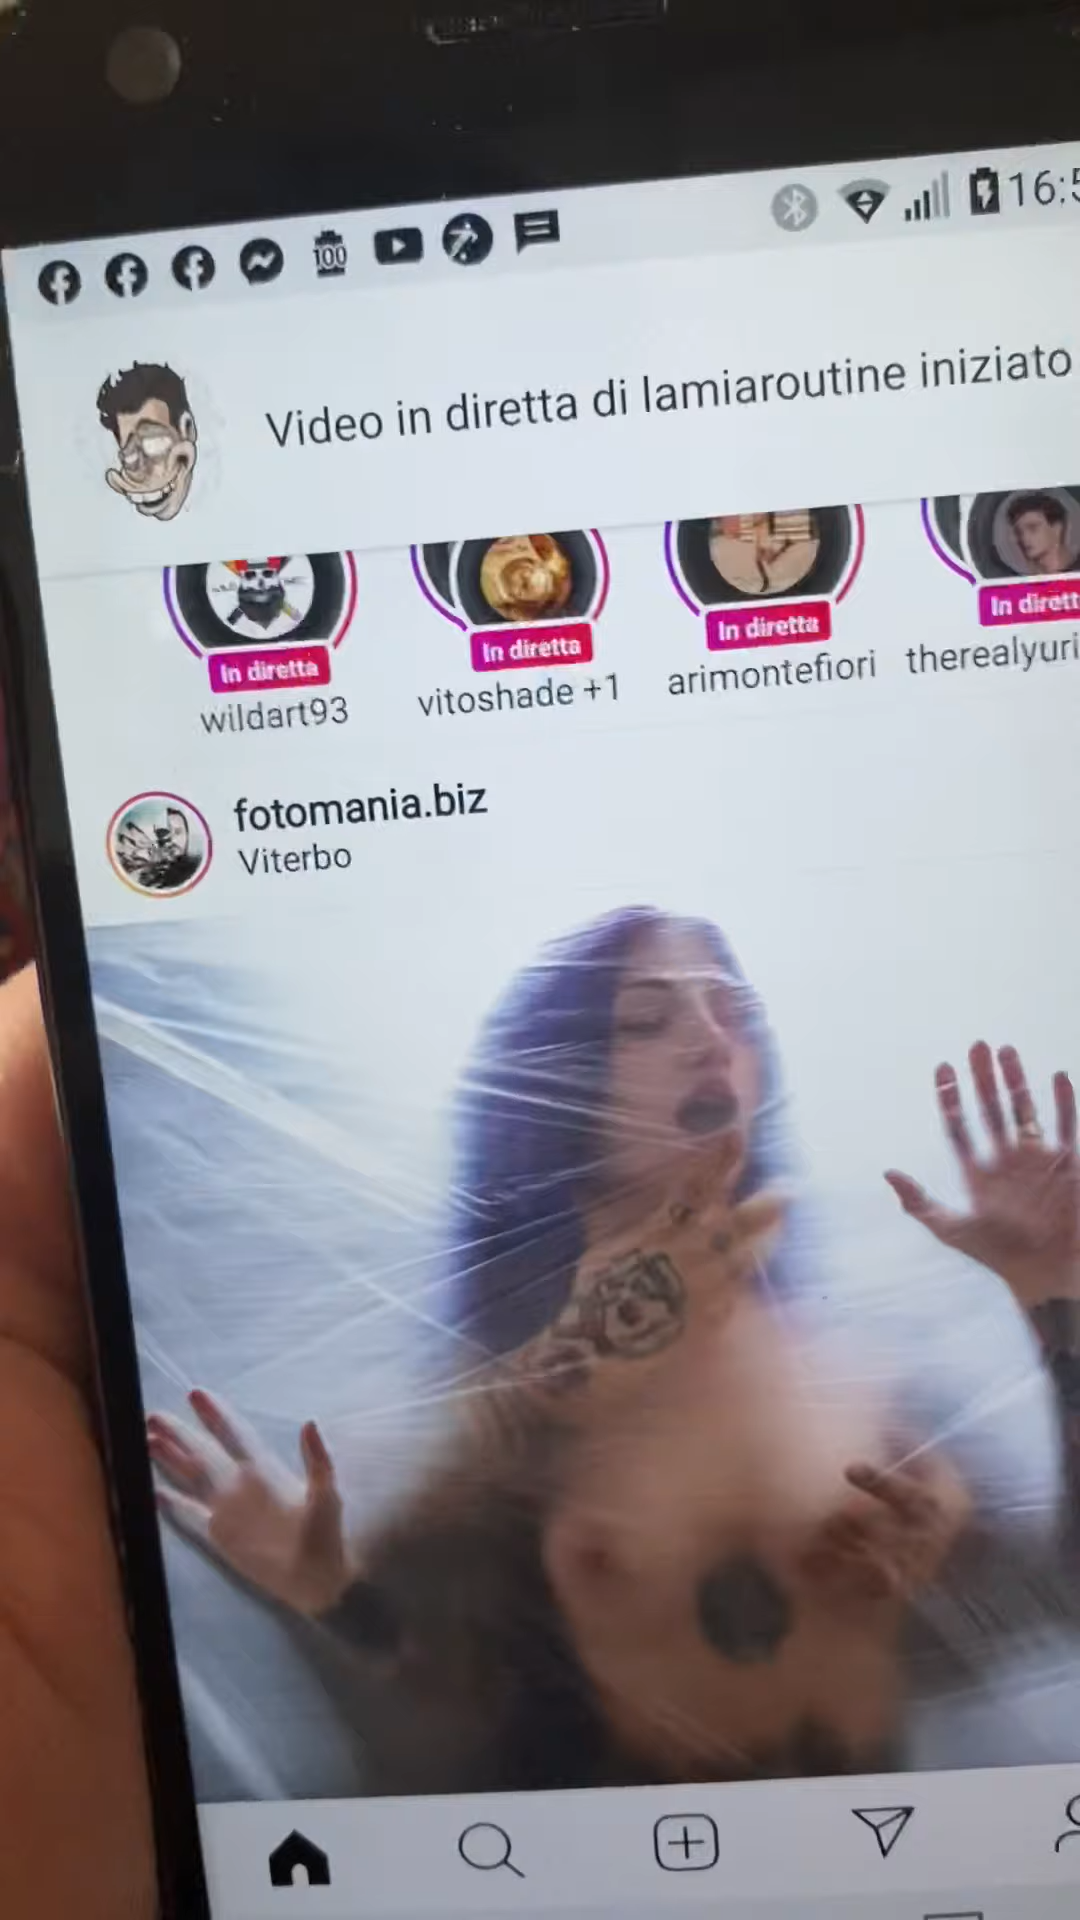 100
16:5
Video in diretta di lamiaroutine iniziato
In diretta
In diretta
In diretta
In dirett
wildart93
vitoshade +1
arimontefiori
therealyuri
fotomania.biz
Viterbo